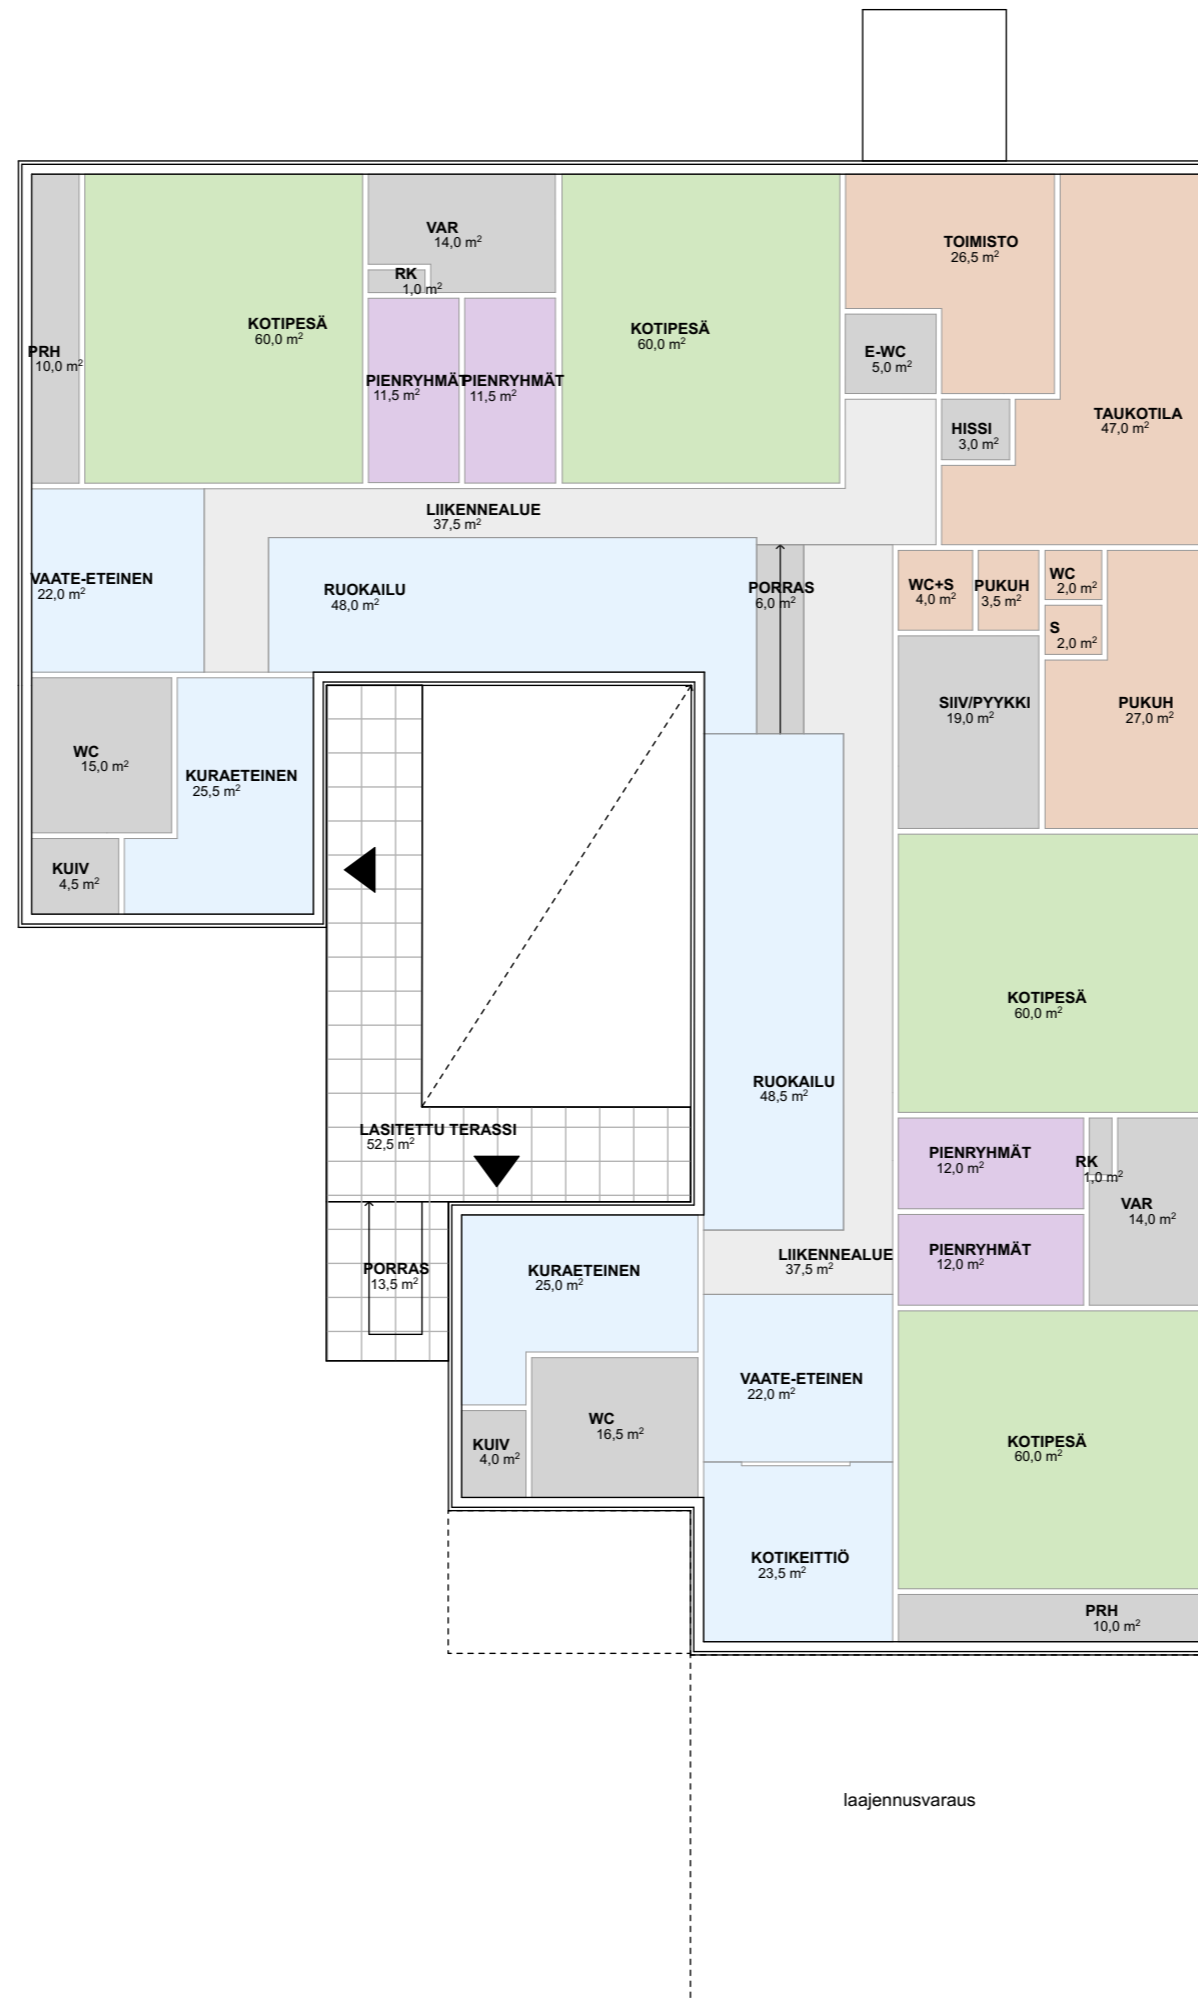 VAR
14,0 m²
TOIMISTO
26,5 m²
RK
1,0 m²
KOTIPESÄ
60,0 m²
KOTIPESÄ
60,0 m²
PRH
10,0 m²
E-WC
5,0 m²
PIENRYHMÄT
11,5 m²
PIENRYHMÄT
11,5 m²
TAUKOTILA
47,0 m²
HISSI
3,0 m²
LIIKENNEALUE
37,5 m²
VAATE-ETEINEN
22,0 m²
RUOKAILU
48,0 m²
PORRAS
6,0 m²
WC+S
4,0 m²
PUKUH
3,5 m²
WC
2,0 m²
S
2,0 m²
SIIV/PYYKKI
19,0 m²
PUKUH
27,0 m²
WC
15,0 m²
KURAETEINEN
25,5 m²
KUIV
4,5 m²
KOTIPESÄ
60,0 m²
RUOKAILU
48,5 m²
LASITETTU TERASSI
52,5 m²
PIENRYHMÄT
12,0 m²
RK
1,0 m²
VAR
14,0 m²
PIENRYHMÄT
12,0 m²
LIIKENNEALUE
37,5 m²
PORRAS
13,5 m²
KURAETEINEN
25,0 m²
VAATE-ETEINEN
22,0 m²
WC
16,5 m²
KUIV
4,0 m²
KOTIPESÄ
60,0 m²
KOTIKEITTIÖ
23,5 m²
PRH
10,0 m²
laajennusvaraus